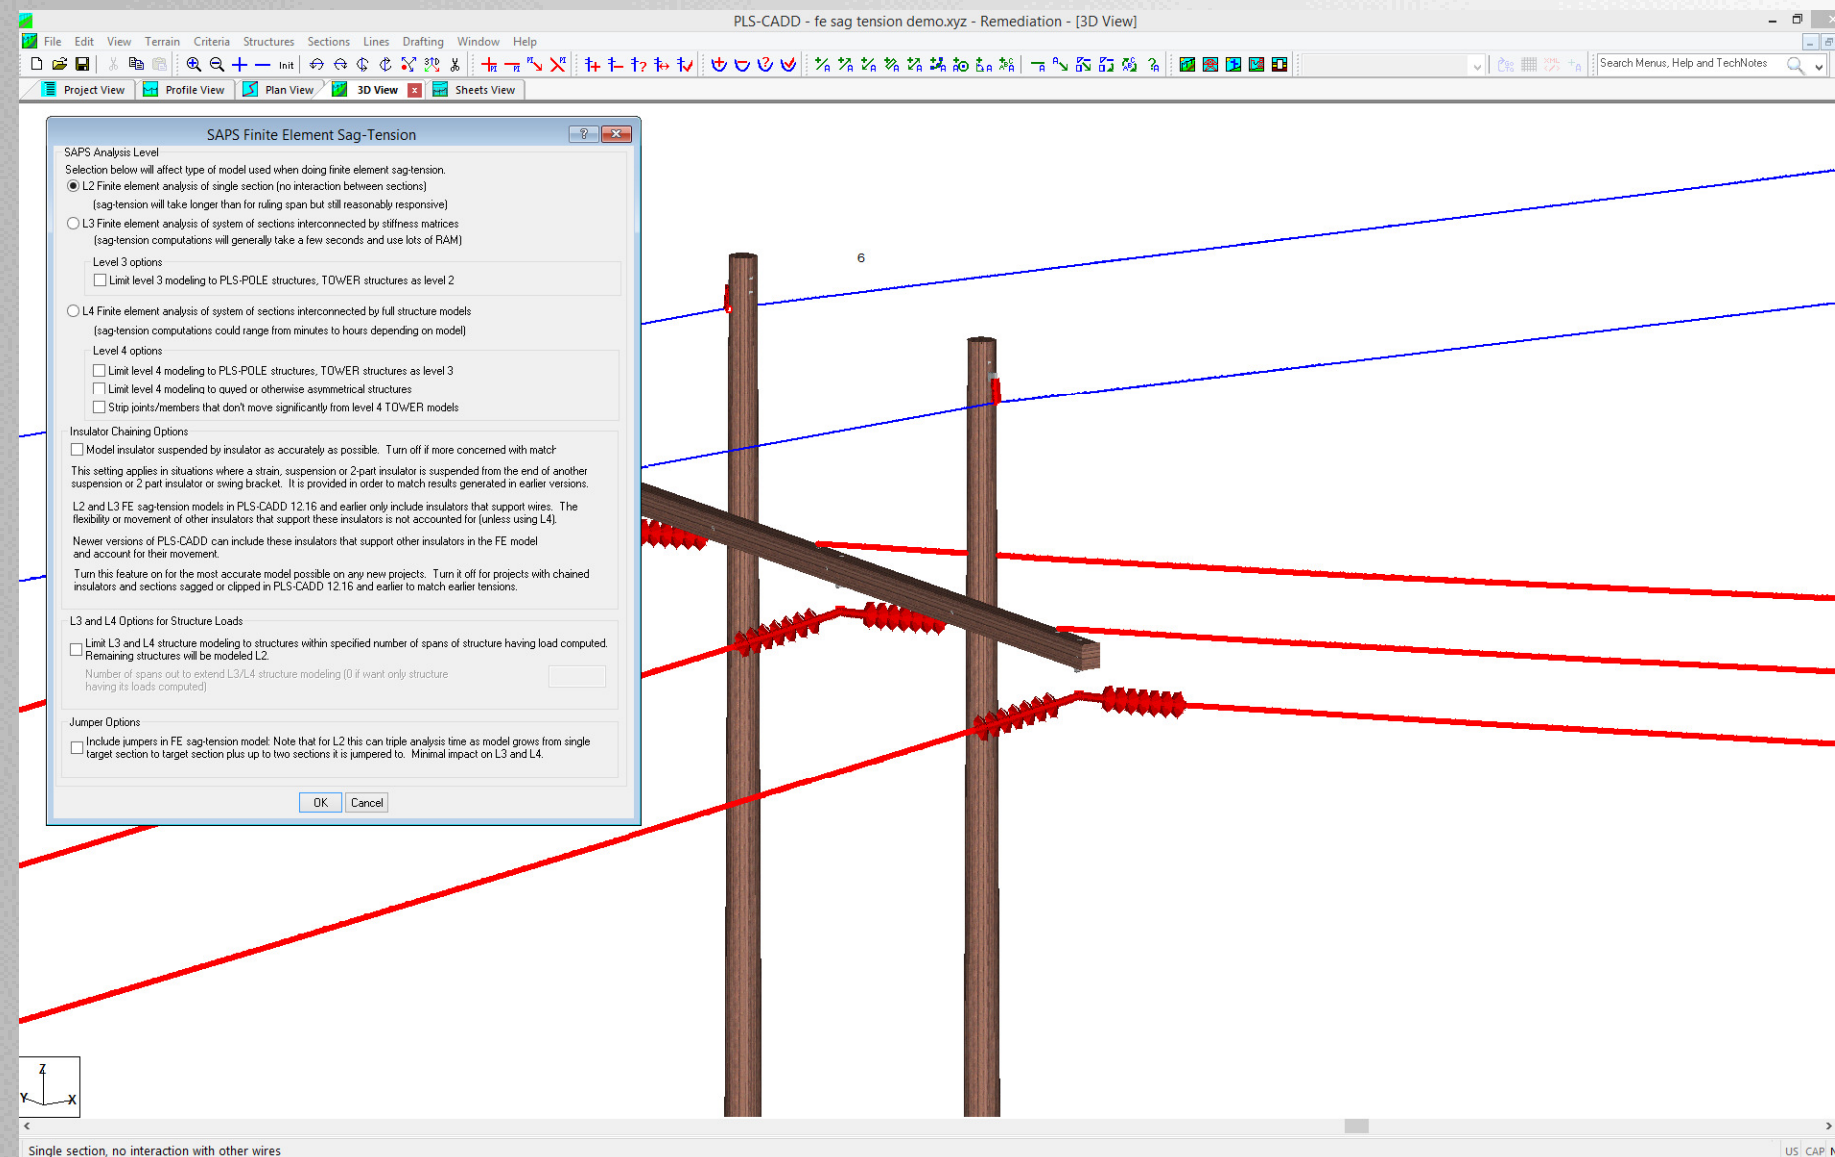 PLS-CADD - fe sag tension demo.xyz - Remediation - [3D View]
File Edit View Terrain Criteria Structures Sections Lines Drafting Window Help
Init
Search Menus, Help and TechNotes
Project View Profile View Plan View 3D View x Sheets View
SAPS Finite Element Sag-Tension
SAPS Analysis Level
Selection below will affect type of model used when doing finite element sag-tension.
L2 Finite element analysis of single section (no interaction between sections)
(sag-tension will take longer than for ruling span but still reasonably responsive)
L3 Finite element analysis of system of sections interconnected by stiffness matrices
(sag-tension computations will generally take a few seconds and use lots of RAM)
Level 3 options
Limit level 3 modeling to PLS-POLE structures, TOWER structures as level 2
L4 Finite element analysis of system of sections interconnected by full structure models
(sag-tension computations could range from minutes to hours depending on model)
Level 4 options
Limit level 4 modeling to PLS-POLE structures, TOWER structures as level 3
Limit level 4 modeling to guyed or otherwise asymmetrical structures
Strip joints/members that don't move significantly from level 4 TOWER models
Insulator Chaining Options
Model insulator suspended by insulator as accurately as possible. Turn off if more concerned with match
This setting applies in situations where a strain, suspension or 2-part insulator is suspended from the end of another
suspension or 2 part insulator or swing bracket. It is provided in order to match results generated in earlier versions.
L2 and L3 FE sag-tension models in PLS-CADD 12.16 and earlier only include insulators that support wires. The
flexibility or movement of other insulators that support these insulators is not accounted for (unless using L4).
Newer versions of PLS-CADD can include these insulators that support other insulators in the FE model
and account for their movement.
Turn this feature on for the most accurate model possible on any new projects. Turn it off for projects with chained
insulators and sections sagged or clipped in PLS-CADD 12.16 and earlier to match earlier tensions.
L3 and L4 Options for Structure Loads
Limit L3 and L4 structure modeling to structures within specified number of spans of structure having load computed.
Remaining structures will be modeled L2.
Number of spans out to extend L3/L4 structure modeling (0 if want only structure
having its loads computed)
Jumper Options
Include jumpers in FE sag-tension model: Note that for L2 this can triple analysis time as model grows from single
target section to target section plus up to two sections it is jumpered to. Minimal impact on L3 and L4.
OK Cancel
6
Z
Y X
Single section, no interaction with other wires
US CAP N